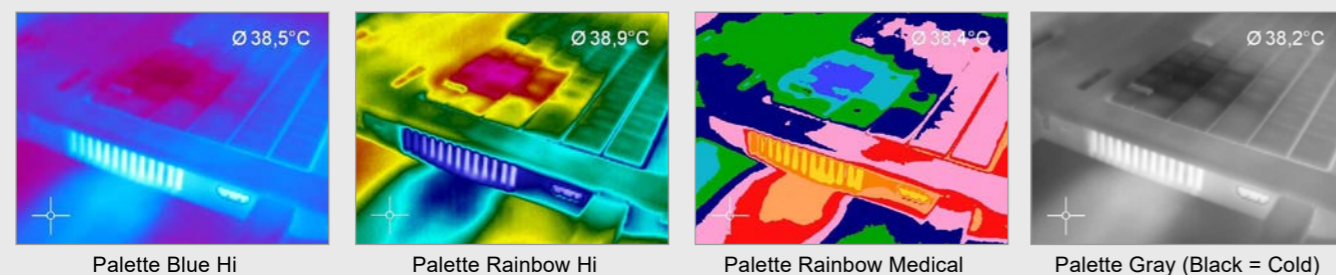 Ø 38,5°C
Ø 38,9°C
Ø 38,4°C
Ø 38,2°C
Palette Blue Hi
Palette Rainbow Hi
Palette Rainbow Medical
Palette Gray (Black = Cold)